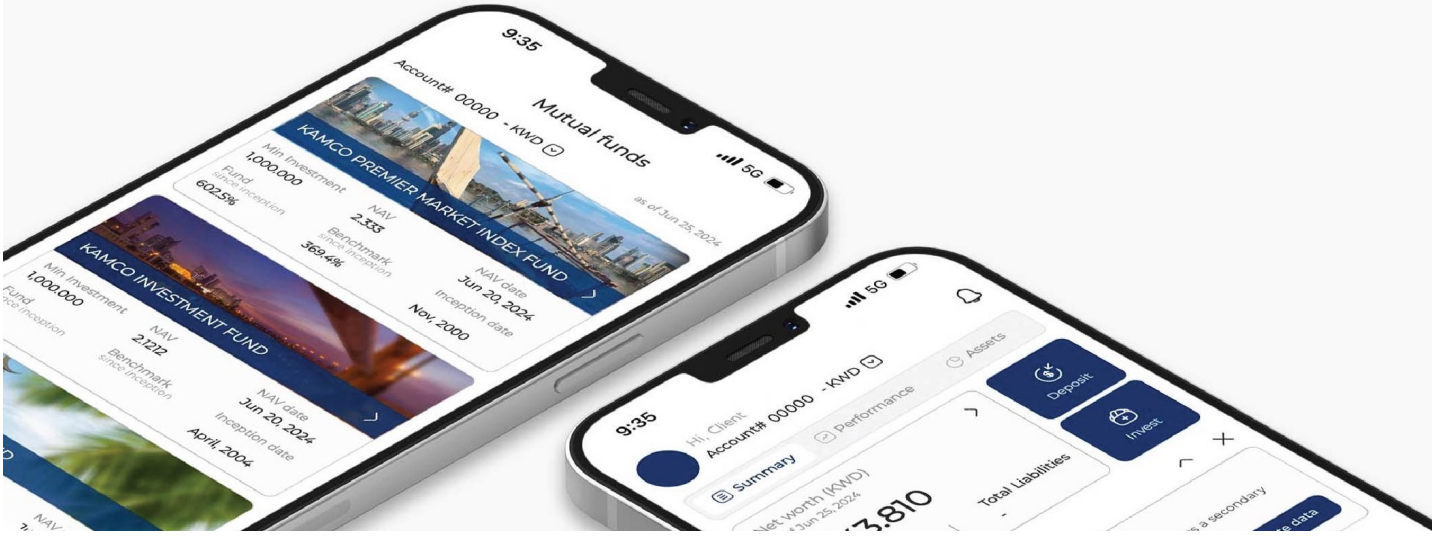 9:35
5G
Mutual funds
Account# 00000 - KWD
as of Jun 25, 2024
KAMCO PREMIER MARKET INDEX FUND
Min Investment
1,000.000
NAV
2.333
NAV date
Jun 20, 2024
Fund
since inception
602.5%
Benchmark
since inception
369.4%
Inception date
Nov, 2000
KAMCO INVESTMENT FUND
Min Investment
1,000.000
NAV
2.1212
NAV date
Jun 20, 2024
Fund
since inception
Benchmark
since inception
Inception date
April, 2004
NAV
9:35
5G
Hi, Client
Account# 00000 - KWD
Summary
Performance
Assets
Net worth (KWD)
Jun 25, 2024
3.810
Total Liabilities
-
Deposit
Invest
s a secondary
data